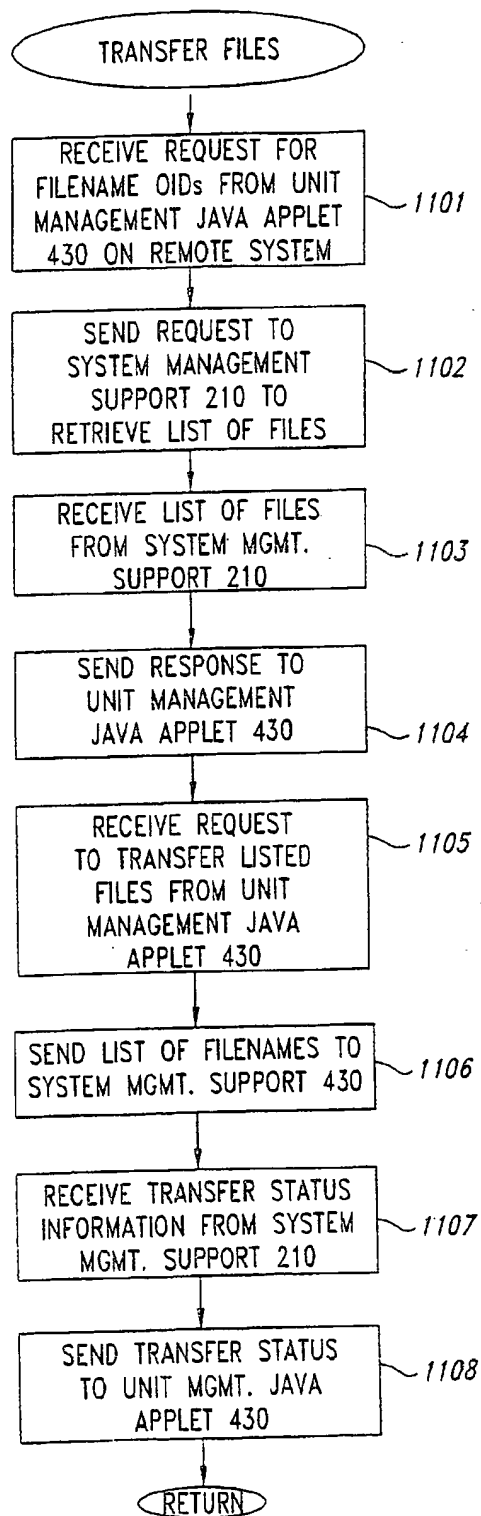 TRANSFER FILES
RECEIVE REQUEST FOR
FILENAME OIDs FROM UNIT
MANAGEMENT JAVA APPLET
430 ON REMOTE SYSTEM
1101
SEND REQUEST TO
SYSTEM MANAGEMENT
SUPPORT 210 TO
RETRIEVE LIST OF FILES
1102
RECEIVE LIST OF FILES
FROM SYSTEM MGMT.
SUPPORT 210
1103
SEND RESPONSE TO
UNIT MANAGEMENT
JAVA APPLET 430
1104
RECEIVE REQUEST
TO TRANSFER LISTED
FILES FROM UNIT
MANAGEMENT JAVA
APPLET 430
1105
SEND LIST OF FILENAMES TO
SYSTEM MGMT. SUPPORT 430
1106
RECEIVE TRANSFER STATUS
INFORMATION FROM SYSTEM
MGMT. SUPPORT 210
1107
SEND TRANSFER STATUS
TO UNIT MGMT. JAVA
APPLET 430
1108
RETURN